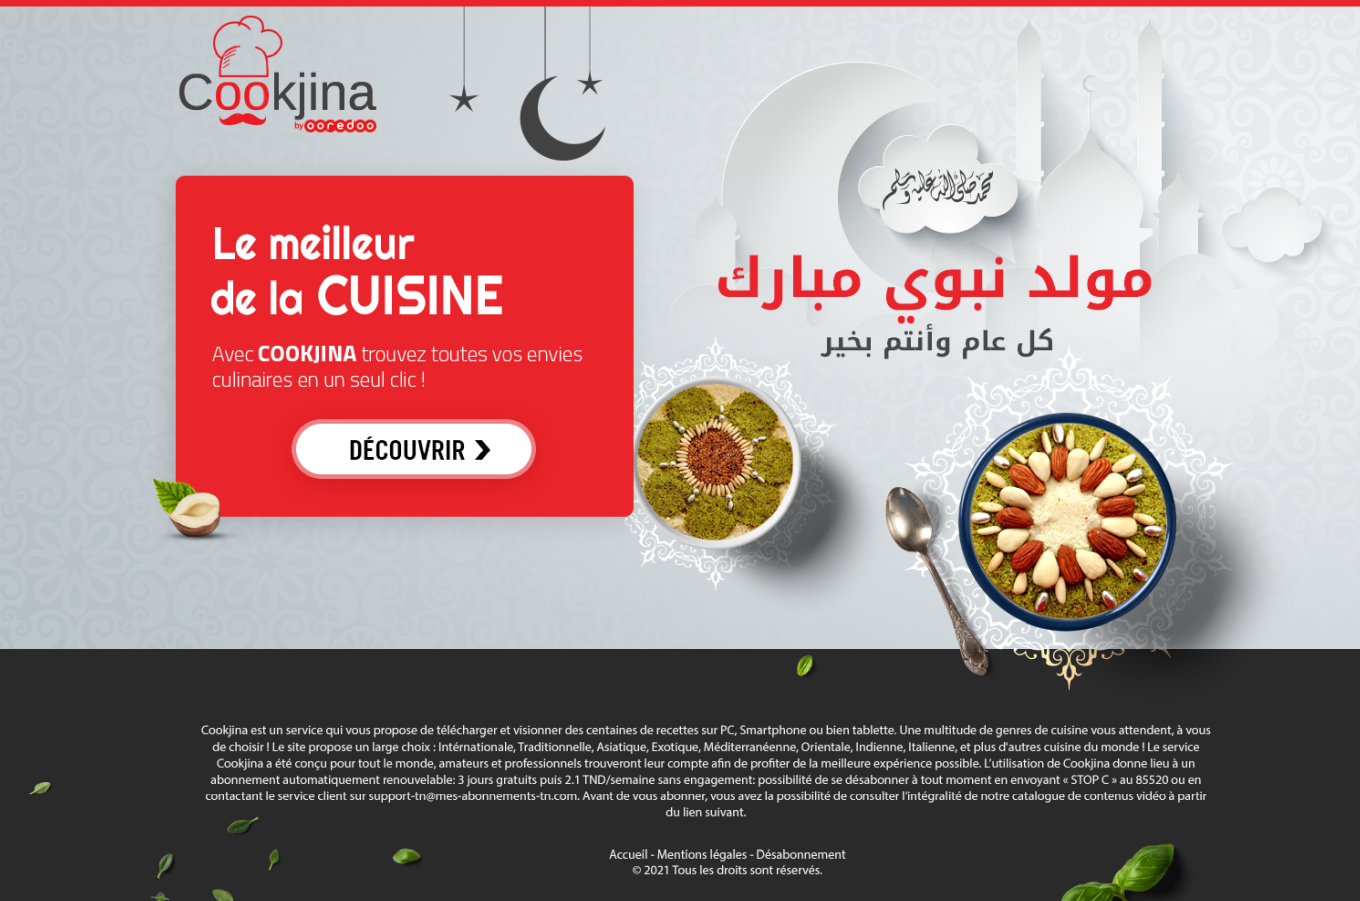 Cookjina
by ooredoo
محمد صلى الله عليه وسلم
Le meilleur
de la CUISINE
Avec COOKJINA trouvez toutes vos envies
culinaires en un seul clic !
DÉCOUVRIR ❯
مولد نبوي مبارك
كل عام وأنتم بخير
Cookjina est un service qui vous propose de télécharger et visionner des centaines de recettes sur PC, Smartphone ou bien tablette. Une multitude de genres de cuisine vous attendent, à vous
de choisir ! Le site propose un large choix : Intérnationale, Traditionnelle, Asiatique, Exotique, Méditerranéenne, Orientale, Indienne, Italienne, et plus d'autres cuisine du monde ! Le service
Cookjina a été conçu pour tout le monde, amateurs et professionnels trouveront leur compte afin de profiter de la meilleure expérience possible. L'utilisation de Cookjina donne lieu à un
abonnement automatiquement renouvelable: 3 jours gratuits puis 2.1 TND/semaine sans engagement: possibilité de se désabonner à tout moment en envoyant « STOP C » au 85520 ou en
contactant le service client sur support-tn@mes-abonnements-tn.com. Avant de vous abonner, vous avez la possibilité de consulter l'intégralité de notre catalogue de contenus vidéo à partir
du lien suivant.
Accueil - Mentions légales - Désabonnement
© 2021 Tous les droits sont réservés.